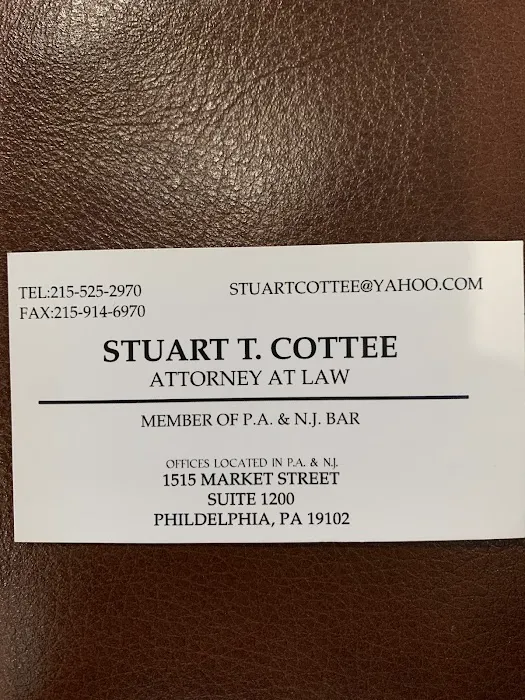 TEL:215-525-2970
STUARTCOTTEE@YAHOO.COM
FAX:215-914-6970
STUART T. COTTEE
ATTORNEY AT LAW
MEMBER OF P.A. & N.J. BAR
OFFICES LOCATED IN P.A. & N.J.
1515 MARKET STREET
SUITE 1200
PHILDELPHIA, PA 19102